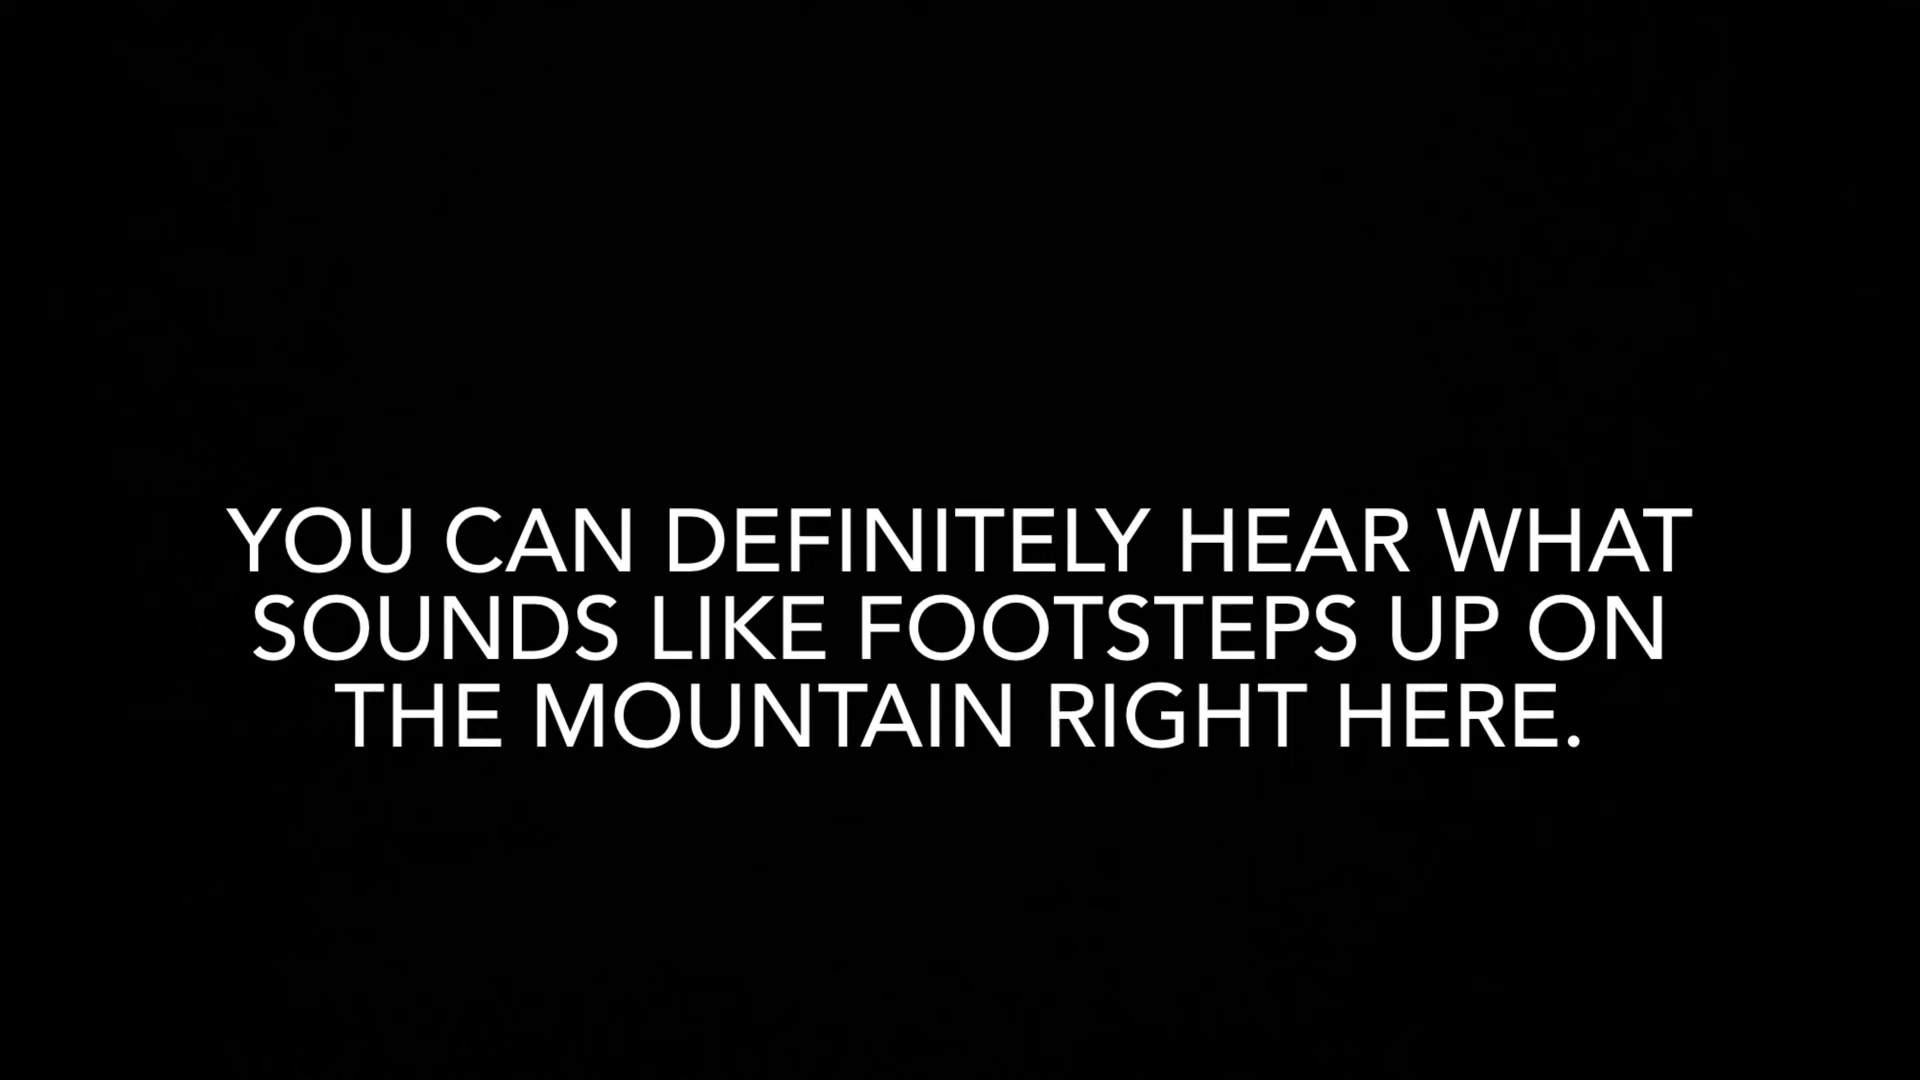 YOU CAN DEFINITELY HEAR WHAT
SOUNDS LIKE FOOTSTEPS UP ON
THE MOUNTAIN RIGHT HERE.